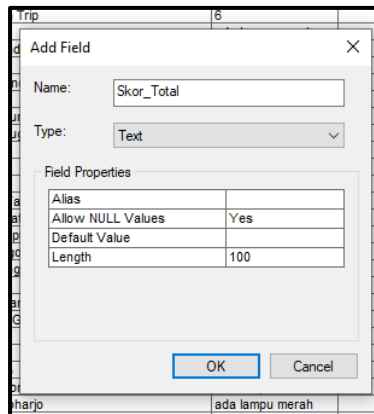 Trip 6
Add Field
Name: Skor_Total
Type: Text
Field Properties
Alias
Allow NULL Values Yes
Default Value
Length 100
OK Cancel
ada lampu merah